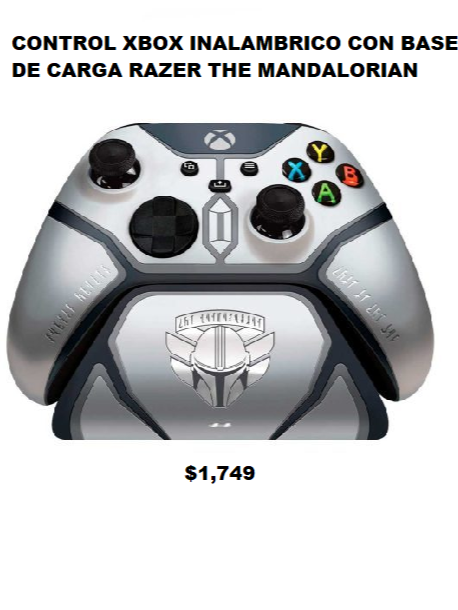 CONTROL XBOX INALAMBRICO CON BASE
DE CARGA RAZER THE MANDALORIAN
Y
X
B
A
$1,749